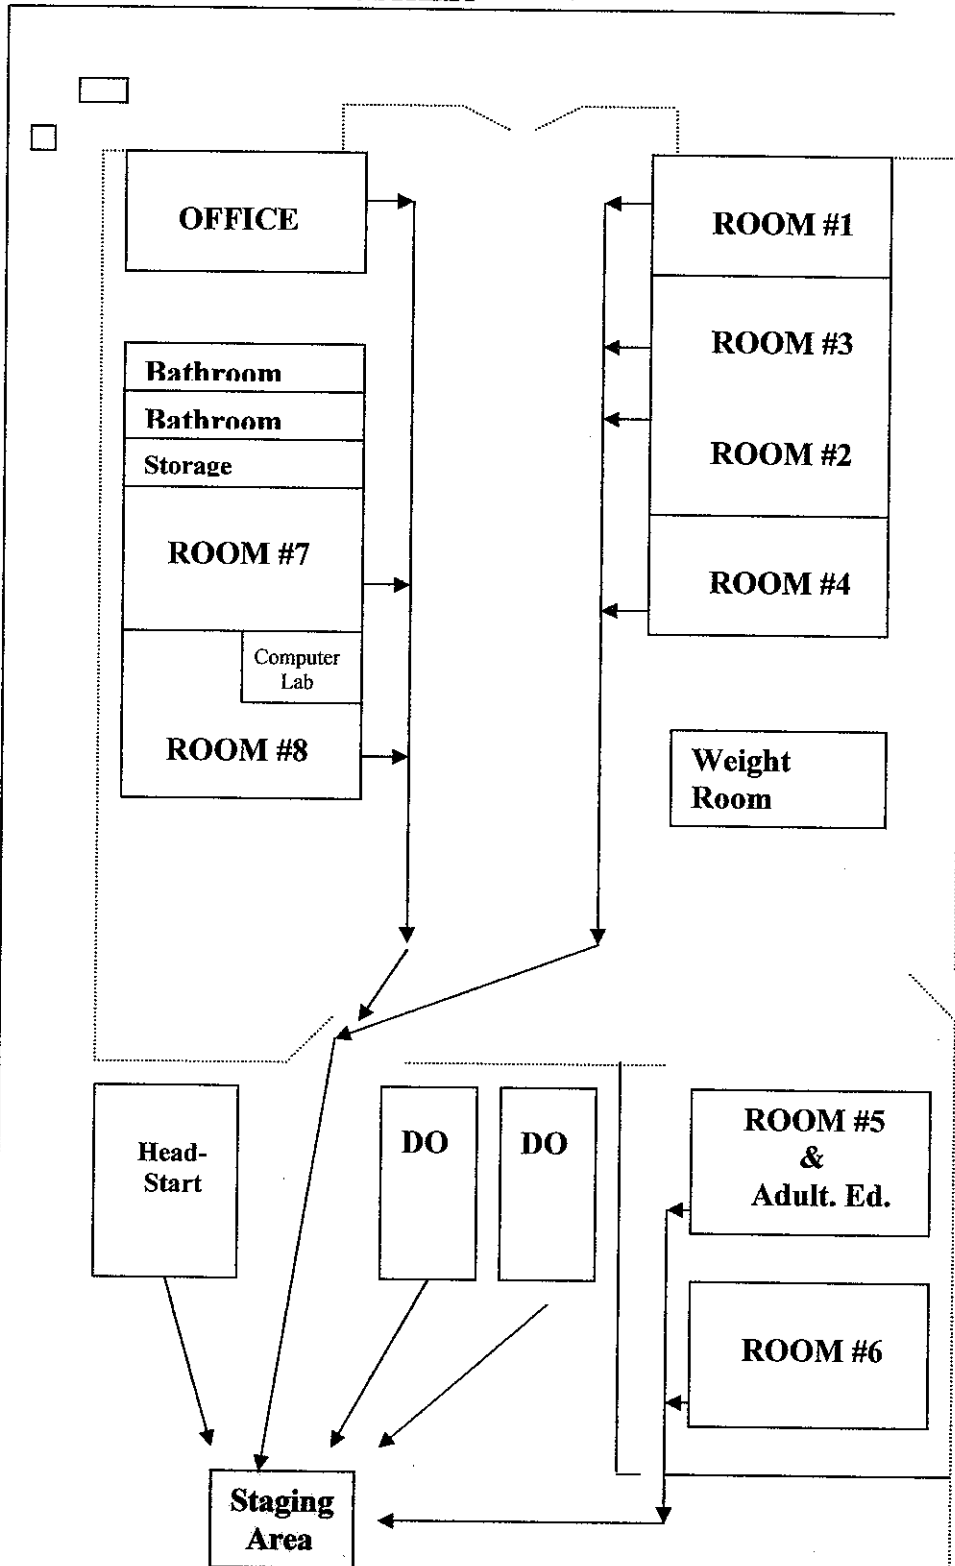 OFFICE
ROOM #1
ROOM #3
Bathroom
Bathroom
ROOM #2
Storage
ROOM #7
ROOM #4
Computer
Lab
ROOM #8
Weight
Room
Head-
Start
DO
DO
ROOM #5
&
Adult. Ed.
ROOM #6
Staging
Area